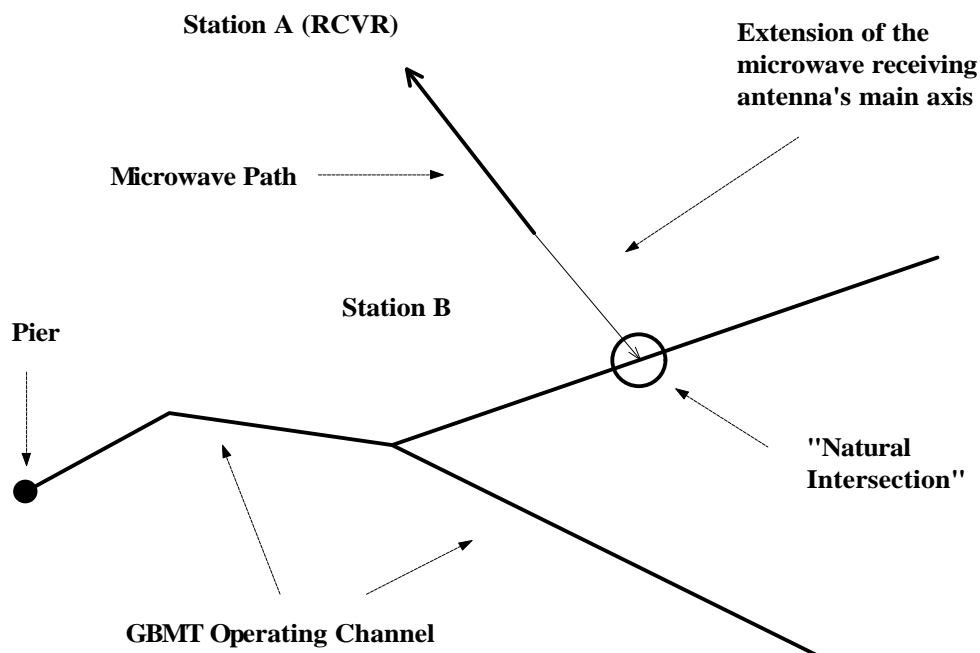 Station A (RCVR)
Extension of the
microwave receiving
antenna's main axis
Microwave Path
Station B
Pier
"Natural
Intersection"
GBMT Operating Channel